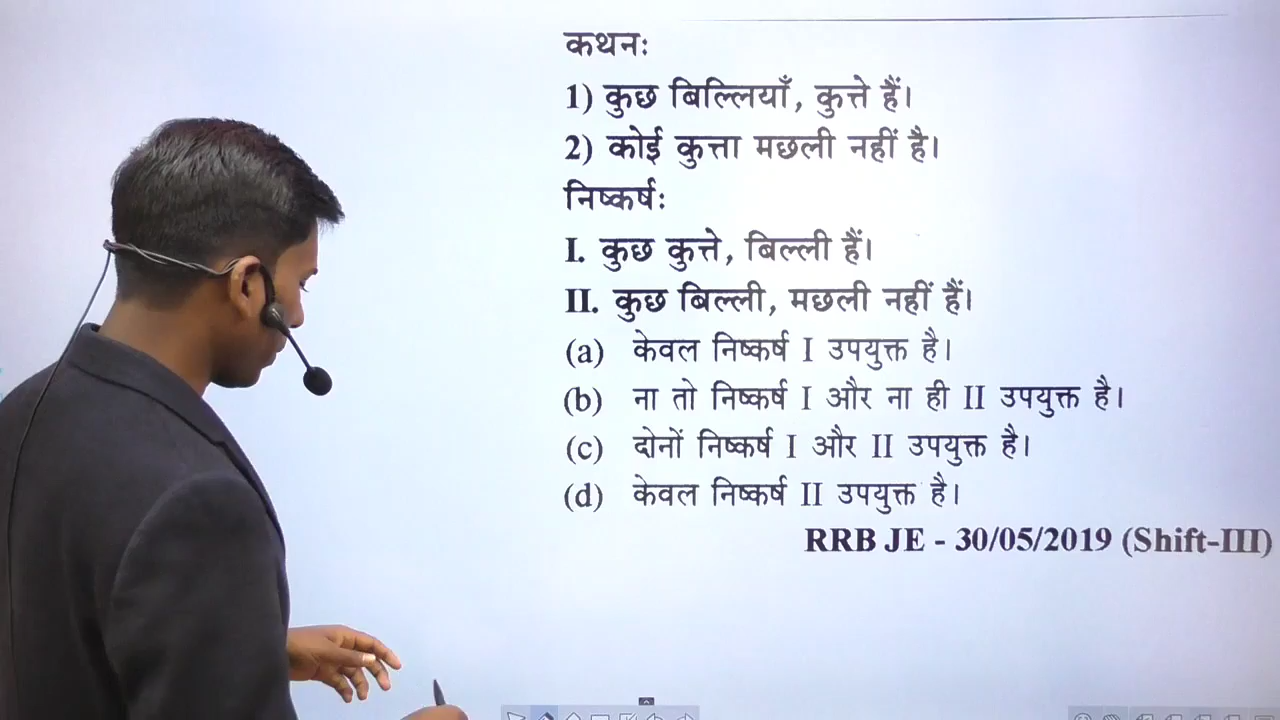 कथनः
1) कुछ बिल्लियाँ, कुत्ते हैं।
2) कोई कुत्ता मछली नहीं है।
निष्कर्षः
I. कुछ कुत्ते, बिल्ली हैं।
II. कुछ बिल्ली, मछली नहीं हैं।
(a) केवल निष्कर्ष I उपयुक्त है।
(b) ना तो निष्कर्ष I और ना ही II उपयुक्त है।
(c) दोनों निष्कर्ष I और II उपयुक्त है।
(d) केवल निष्कर्ष II उपयुक्त है।
RRB JE - 30/05/2019 (Shift-III)